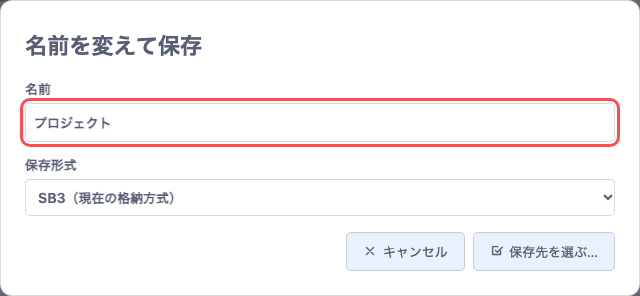 名前を変えて保存
名前
プロジェクト
保存形式
SB3（現在の格納方式）
キャンセル
保存先を選ぶ...